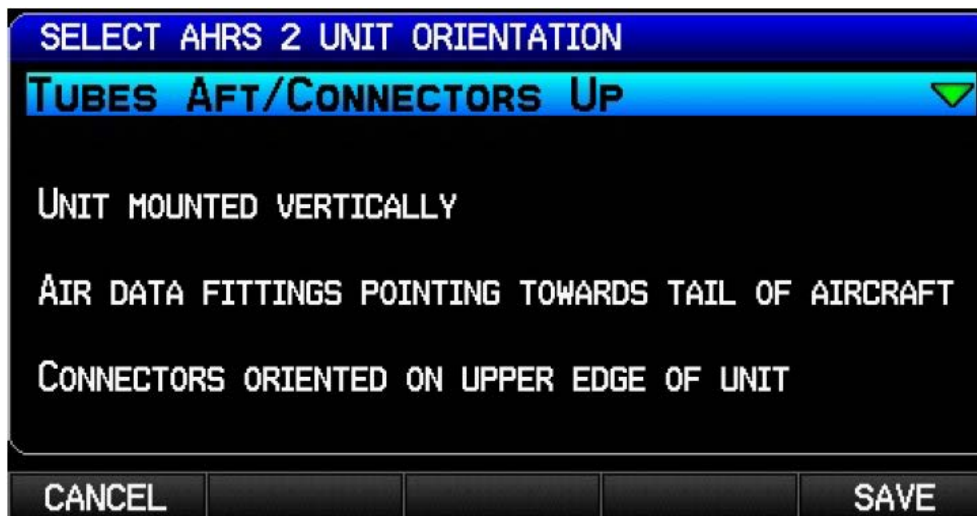 SELECT AHRS 2 UNIT ORIENTATION
TUBES AFT/CONNECTORS UP
UNIT MOUNTED VERTICALLY
AIR DATA FITTINGS POINTING TOWARDS TAIL OF AIRCRAFT
CONNECTORS ORIENTED ON UPPER EDGE OF UNIT
CANCEL SAVE